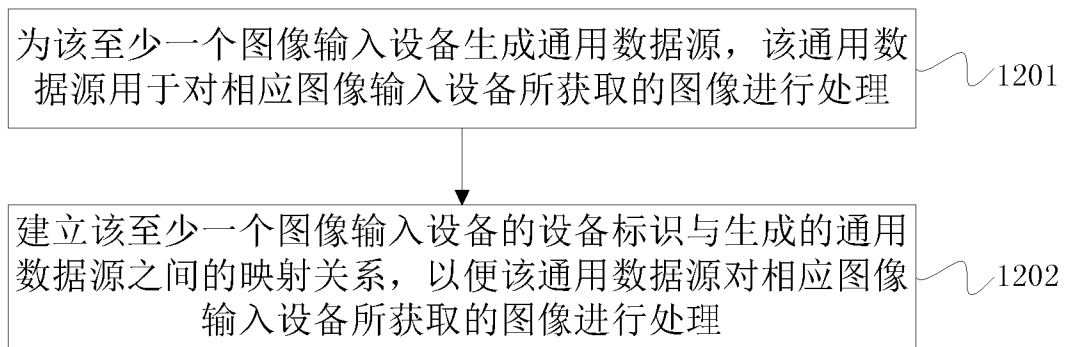 为该至少一个图像输入设备生成通用数据源，该通用数
据源用于对相应图像输入设备所获取的图像进行处理
1201
建立该至少一个图像输入设备的设备标识与生成的通用
数据源之间的映射关系，以便该通用数据源对相应图像
输入设备所获取的图像进行处理
1202